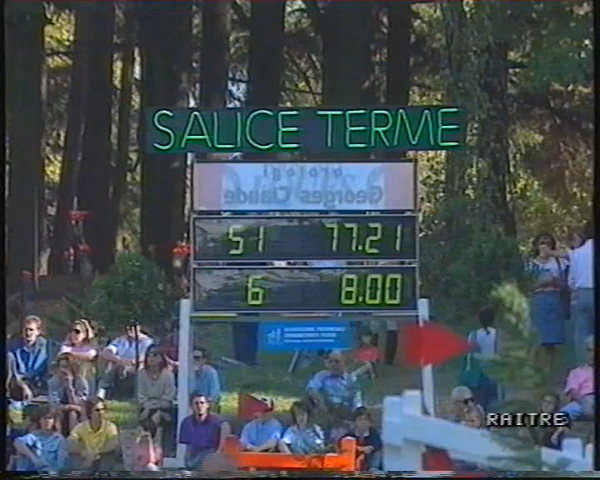 SALICE TERME
orologi
Georges Claude
51 77.21
6 8.00
RAITRE